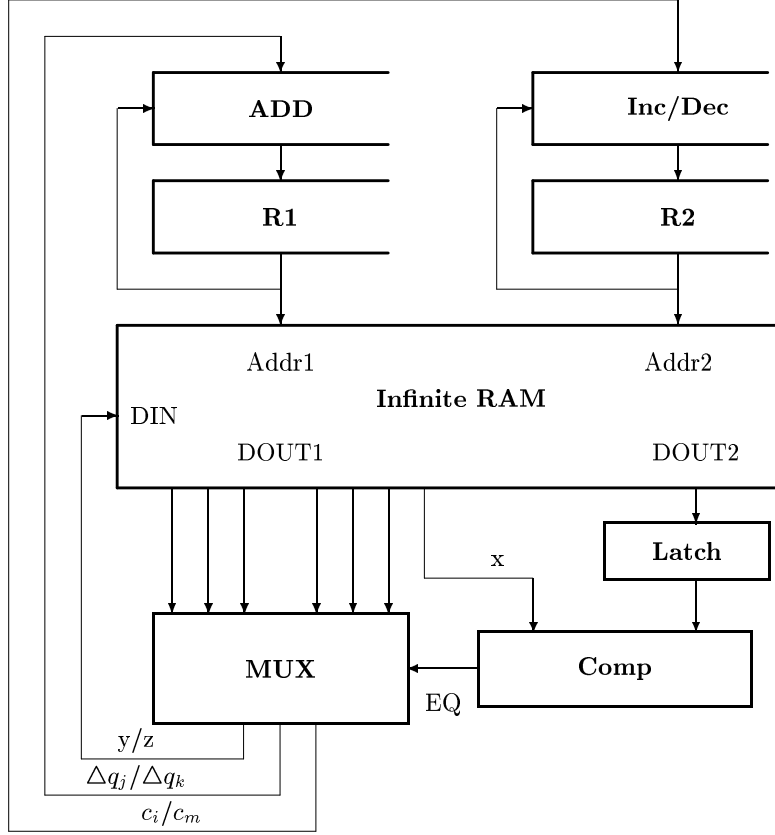 ADD
Inc/Dec
R1
R2
Addr1
Addr2
Infinite RAM
DIN
DOUT1
DOUT2
Latch
x
MUX
Comp
EQ
y/z
△q_j/△q_k
c_i/c_m